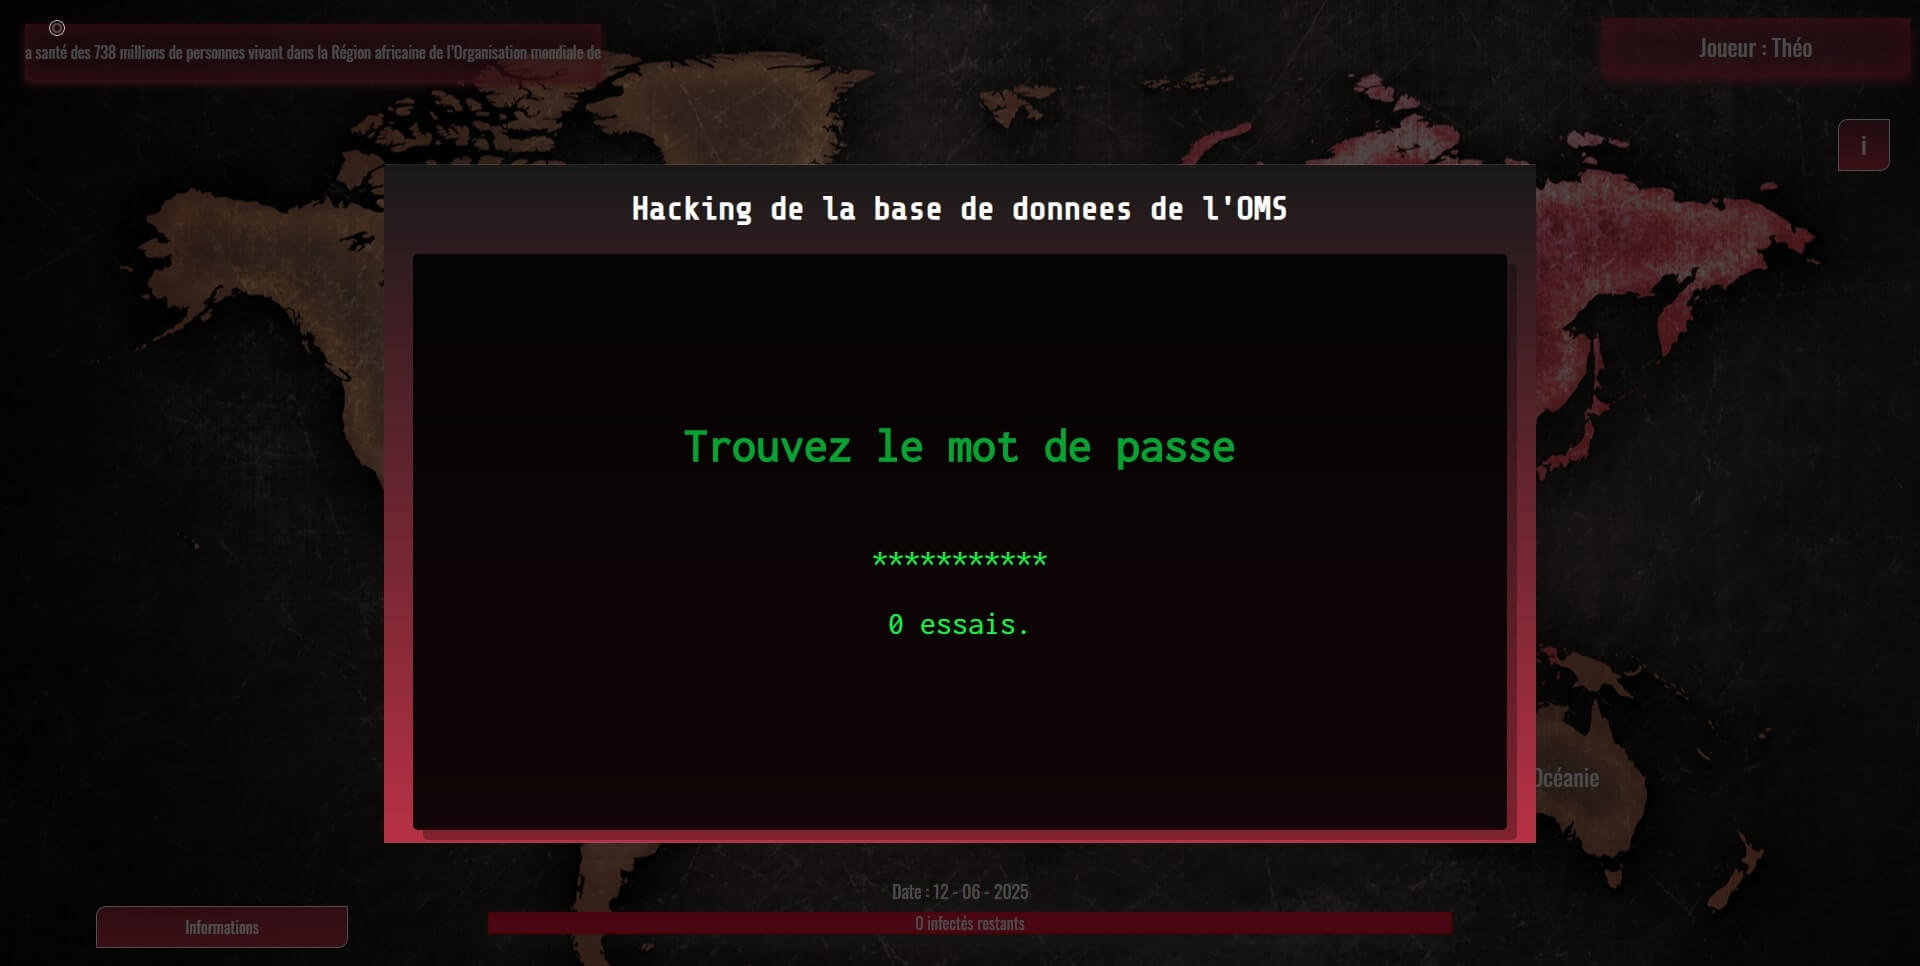 a santé des 738 millions de personnes vivant dans la Région africaine de l'Organisation mondiale de
Joueur : Théo
i
Hacking de la base de donnees de l'OMS
Trouvez le mot de passe
***********
0 essais.
Océanie
Date : 12 - 06 - 2025
0 infectés restants
Informations